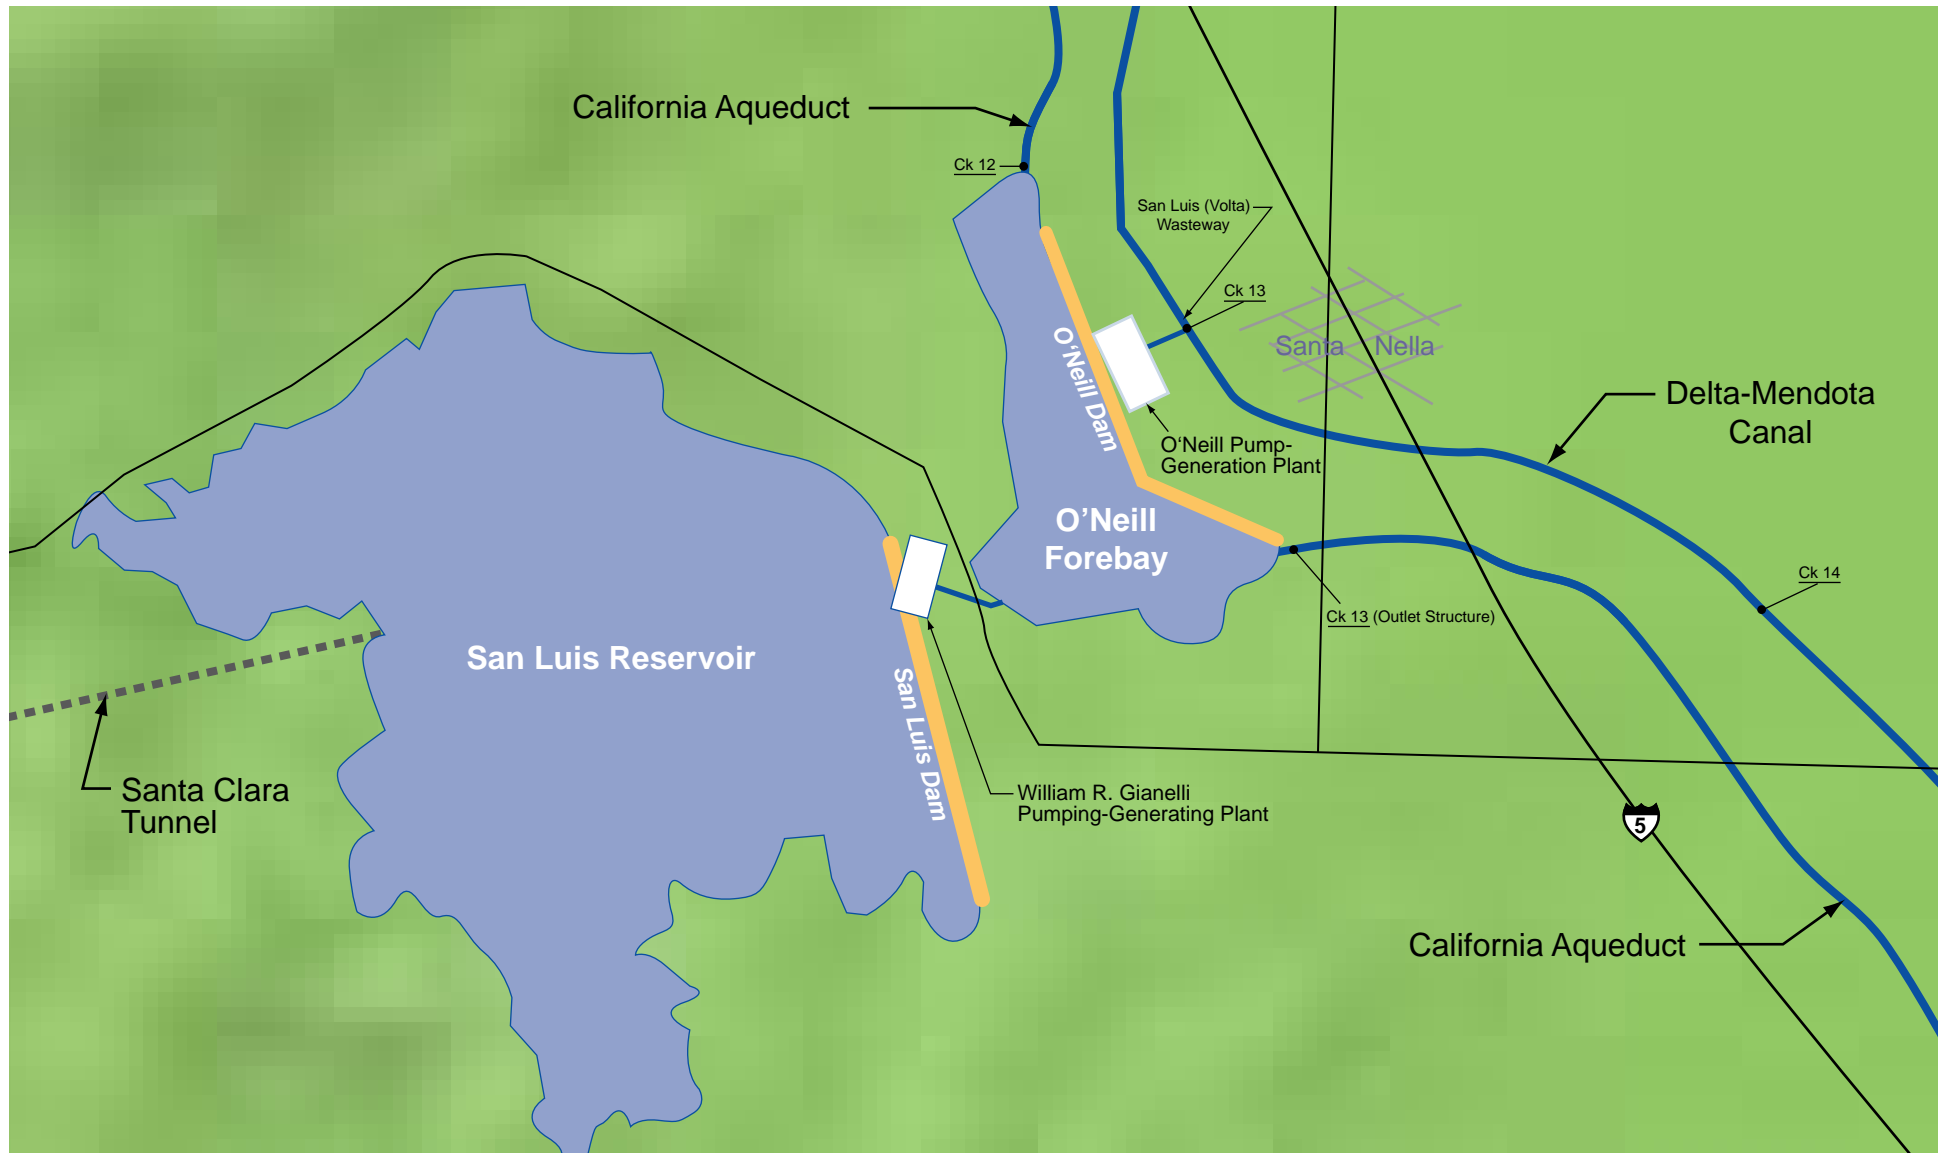 California Aqueduct
Ck 12
San Luis (Volta)
Wasteway
Ck 13
Santa Nella
O‘Neill Dam
Delta-Mendota
Canal
O‘Neill Pump-
Generation Plant
O’Neill
Forebay
Ck 14
Ck 13 (Outlet Structure)
San Luis Reservoir
San Luis Dam
Santa Clara
Tunnel
William R. Gianelli
Pumping-Generating Plant
5
California Aqueduct